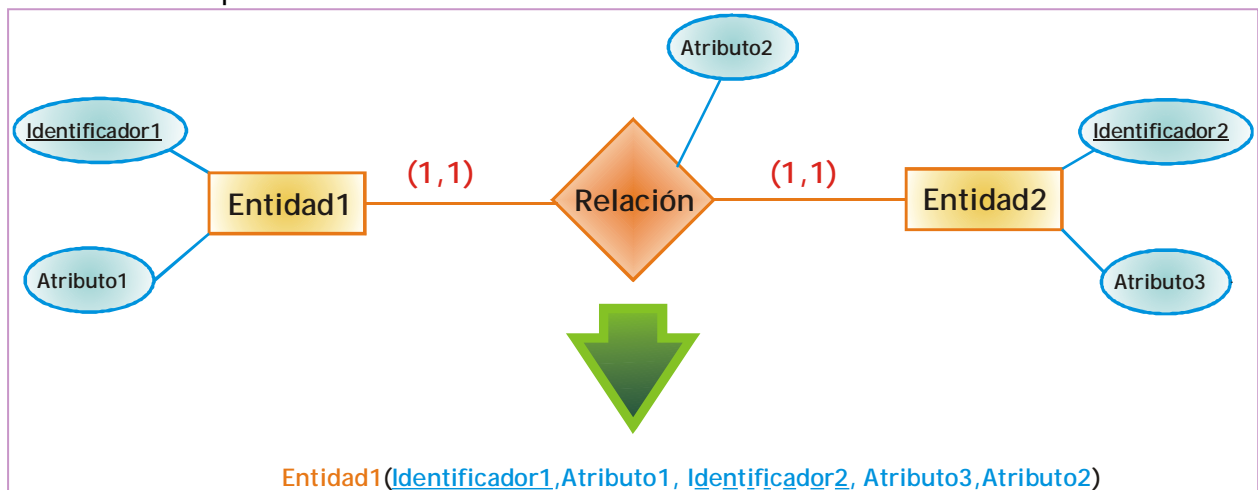 Atributo2
Identificador1
Identificador2
(1,1)
(1,1)
Entidad1
Relación
Entidad2
Atributo1
Atributo3
Entidad1(Identificador1,Atributo1, Identificador2, Atributo3,Atributo2)